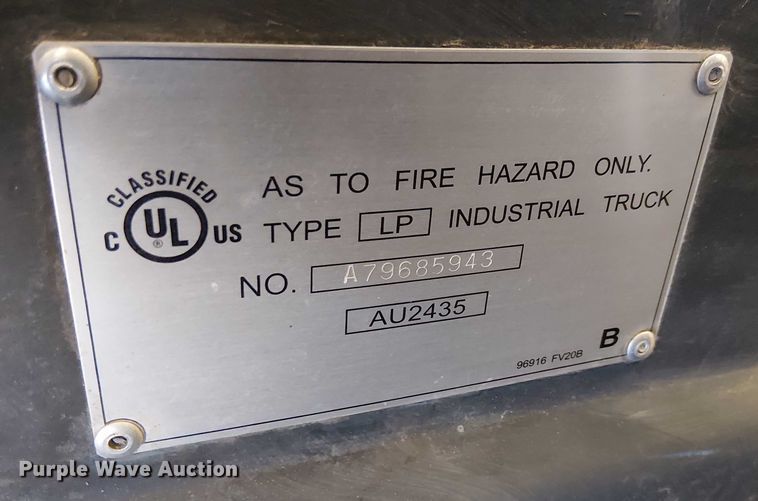 CLASSIFIED
C UL US
®
AS TO FIRE HAZARD ONLY.
TYPE LP INDUSTRIAL TRUCK
NO. A79685943
AU2435
96916 FV20B
B
Purple Wave Auction